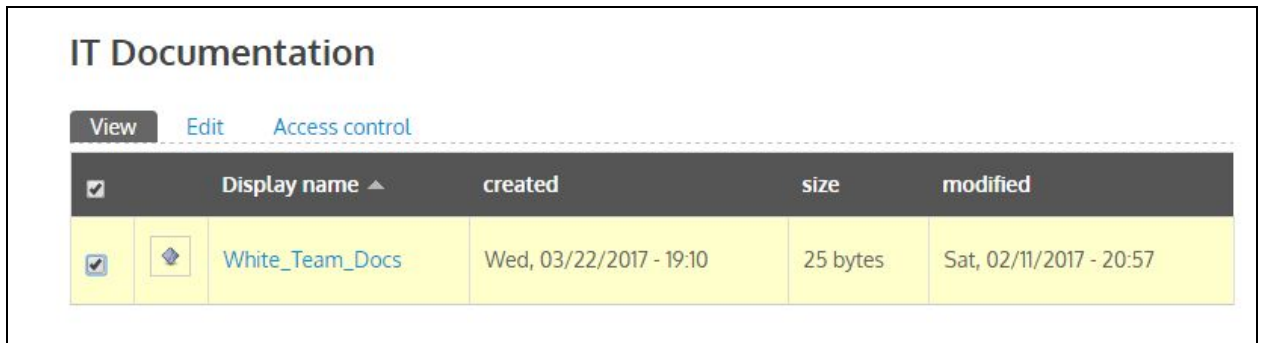 IT Documentation
View Edit Access control
Display name created size modified
White_Team_Docs Wed, 03/22/2017 - 19:10 25 bytes Sat, 02/11/2017 - 20:57